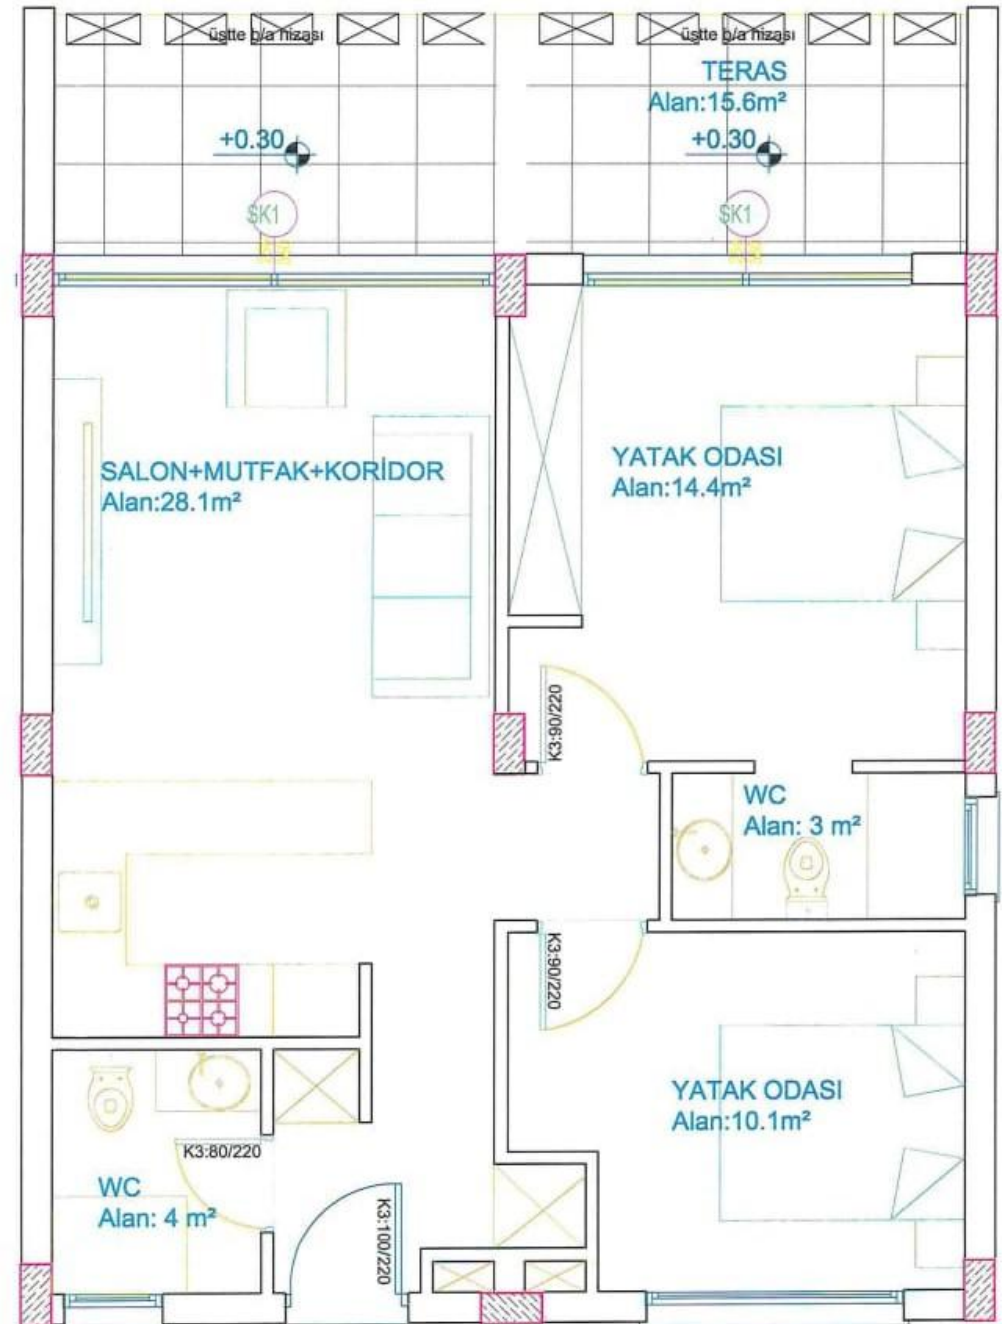 üstte b/a hizası
üstte b/a hizası
TERAS
Alan:15.6m²
+0.30
+0.30
SK1
SK1
SALON+MUTFAK+KORİDOR
Alan:28.1m²
YATAK ODASI
Alan:14.4m²
K3:90/220
WC
Alan: 3 m²
K3:90/220
YATAK ODASI
Alan:10.1m²
K3:80/220
WC
Alan: 4 m²
K3:100/220